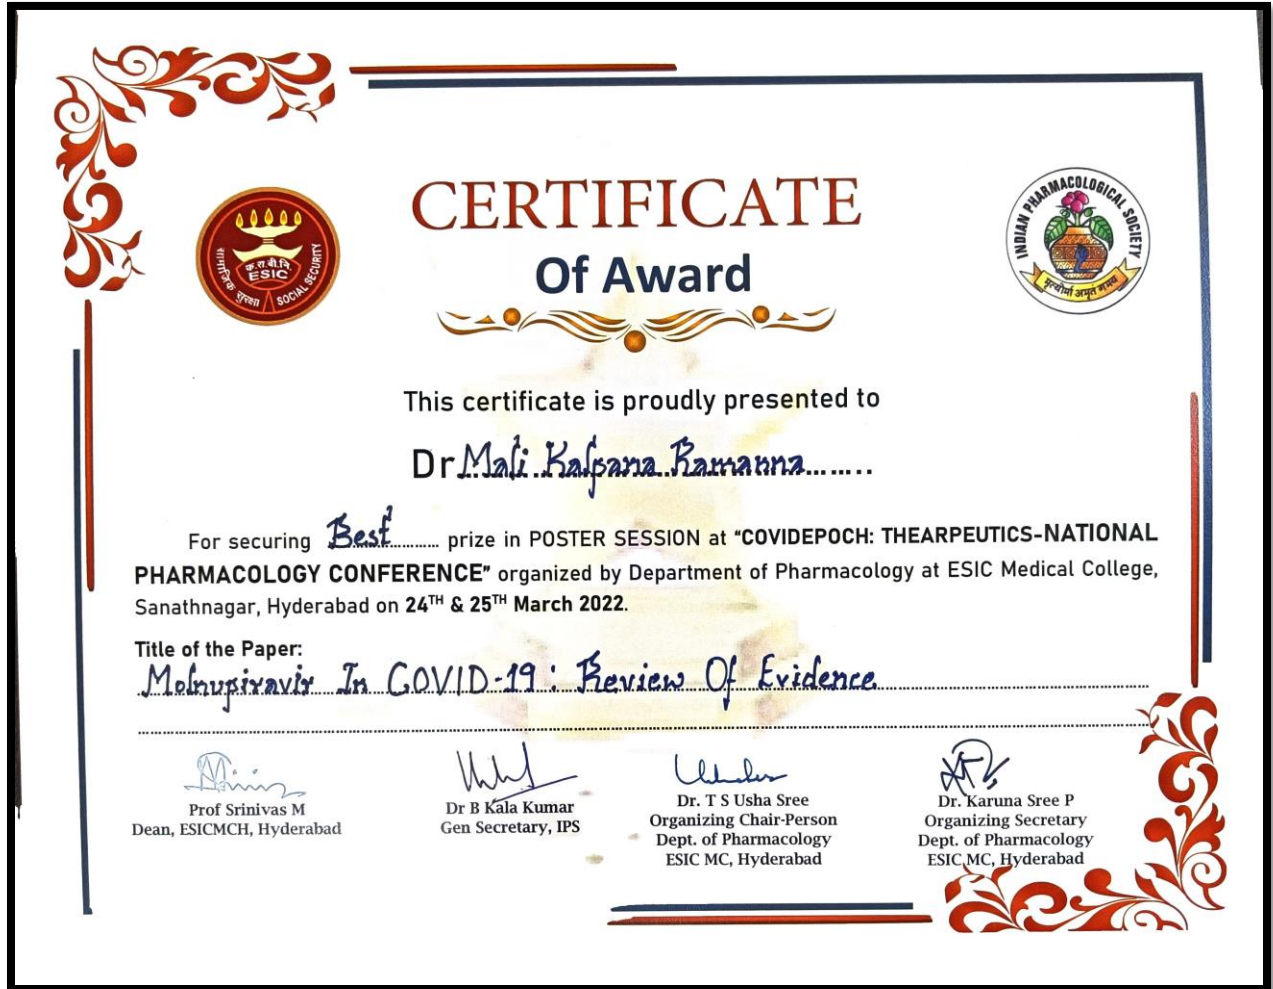 CERTIFICATE
Of Award
क.रा.बी.नि.
ESIC
सामाजिक सुरक्षा
SOCIAL SECURITY
INDIAN PHARMACOLOGICAL SOCIETY
मृत्योर्मा अमृतं गमय
This certificate is proudly presented to
Dr Mali Kalpana Ramanna
For securing Best prize in POSTER SESSION at "COVIDEPOCH: THEARPEUTICS-NATIONAL
PHARMACOLOGY CONFERENCE" organized by Department of Pharmacology at ESIC Medical College,
Sanathnagar, Hyderabad on 24TH & 25TH March 2022.
Title of the Paper:
Molnupiravir In COVID-19 : Review Of Evidence
Prof Srinivas M
Dean, ESICMCH, Hyderabad
Dr B Kala Kumar
Gen Secretary, IPS
Dr. T S Usha Sree
Organizing Chair-Person
Dept. of Pharmacology
ESIC MC, Hyderabad
Dr. Karuna Sree P
Organizing Secretary
Dept. of Pharmacology
ESIC MC, Hyderabad